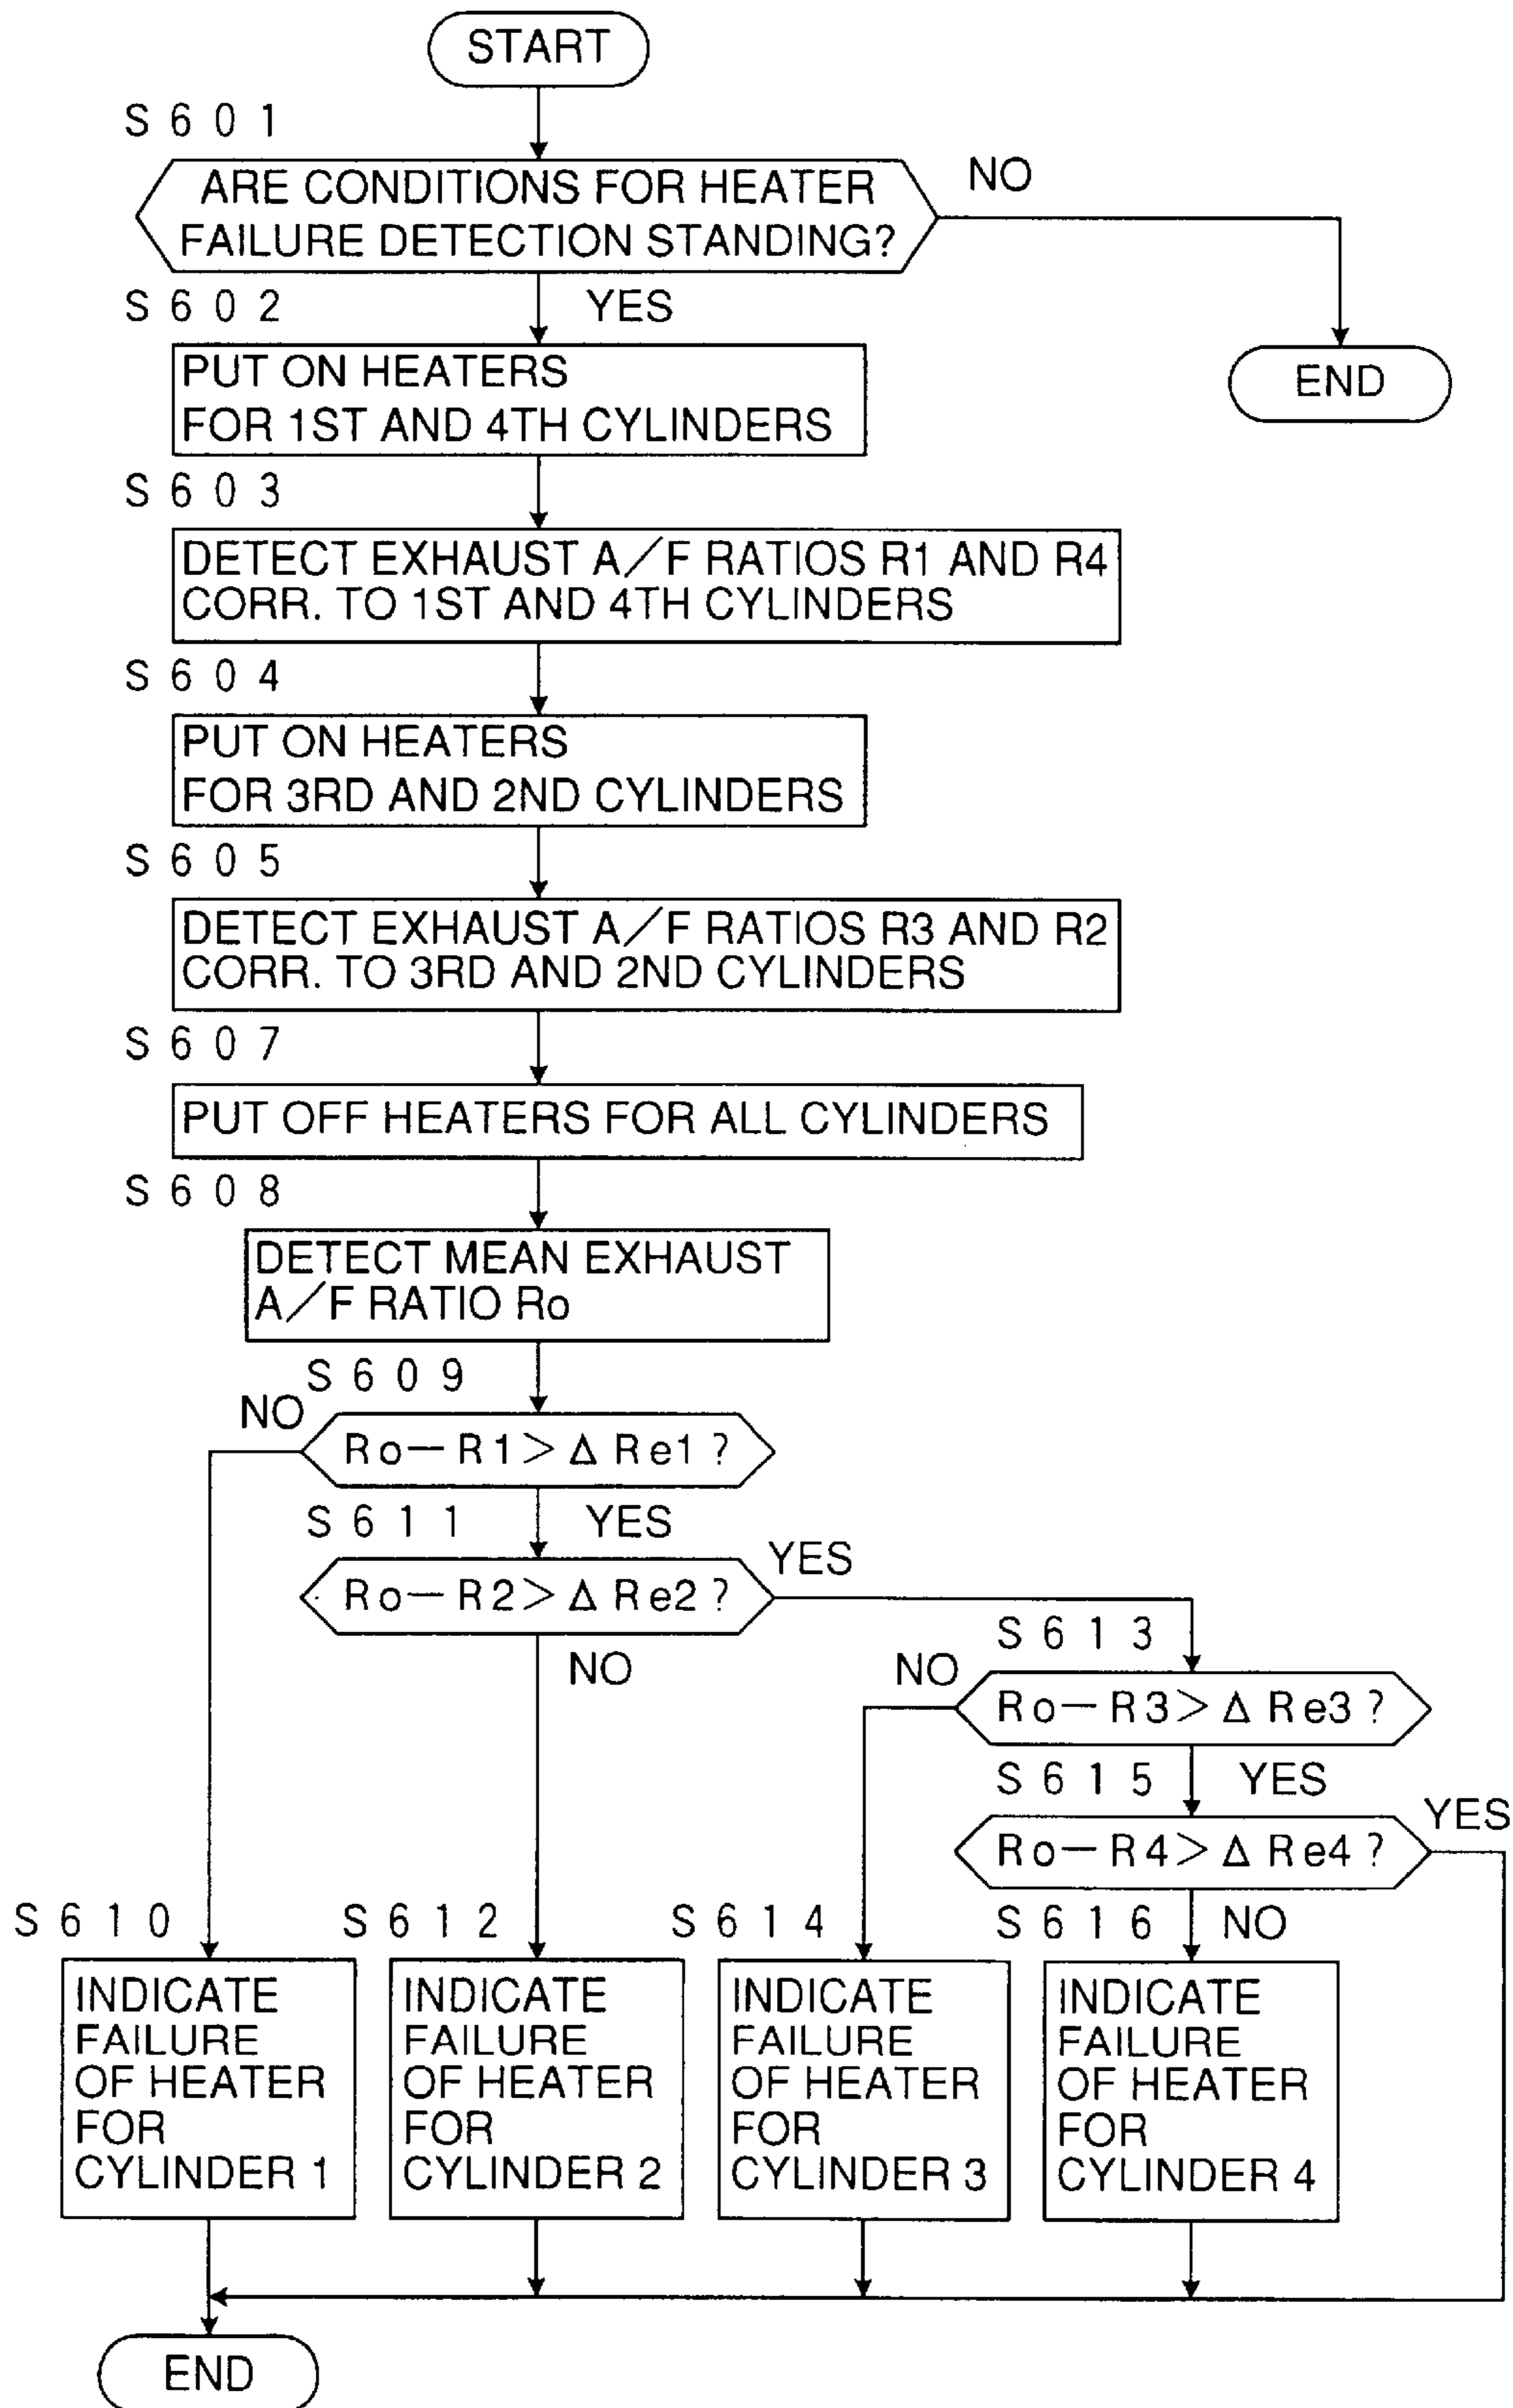 START
S601
ARE CONDITIONS FOR HEATER
FAILURE DETECTION STANDING?
NO
S602
YES
PUT ON HEATERS
FOR 1ST AND 4TH CYLINDERS
END
S603
DETECT EXHAUST A/F RATIOS R1 AND R4
CORR. TO 1ST AND 4TH CYLINDERS
S604
PUT ON HEATERS
FOR 3RD AND 2ND CYLINDERS
S605
DETECT EXHAUST A/F RATIOS R3 AND R2
CORR. TO 3RD AND 2ND CYLINDERS
S607
PUT OFF HEATERS FOR ALL CYLINDERS
S608
DETECT MEAN EXHAUST
A/F RATIO Ro
S609
NO
Ro−R1>Δ Re1?
S611
YES
Ro−R2>Δ Re2?
YES
NO
S613
NO
Ro−R3>Δ Re3?
S615
YES
Ro−R4>Δ Re4?
YES
S610
INDICATE
FAILURE
OF HEATER
FOR
CYLINDER 1
S612
INDICATE
FAILURE
OF HEATER
FOR
CYLINDER 2
S614
INDICATE
FAILURE
OF HEATER
FOR
CYLINDER 3
S616
NO
INDICATE
FAILURE
OF HEATER
FOR
CYLINDER 4
END